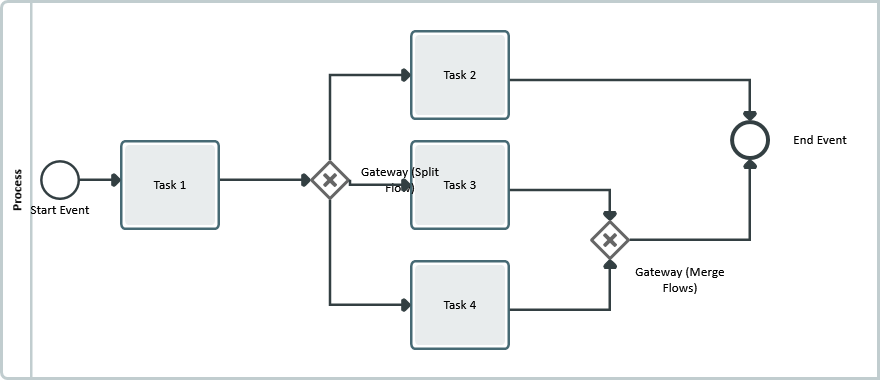 Process
Start Event
Task 1
Gateway (Split
Flow)
Task 2
Task 3
Task 4
Gateway (Merge
Flows)
End Event